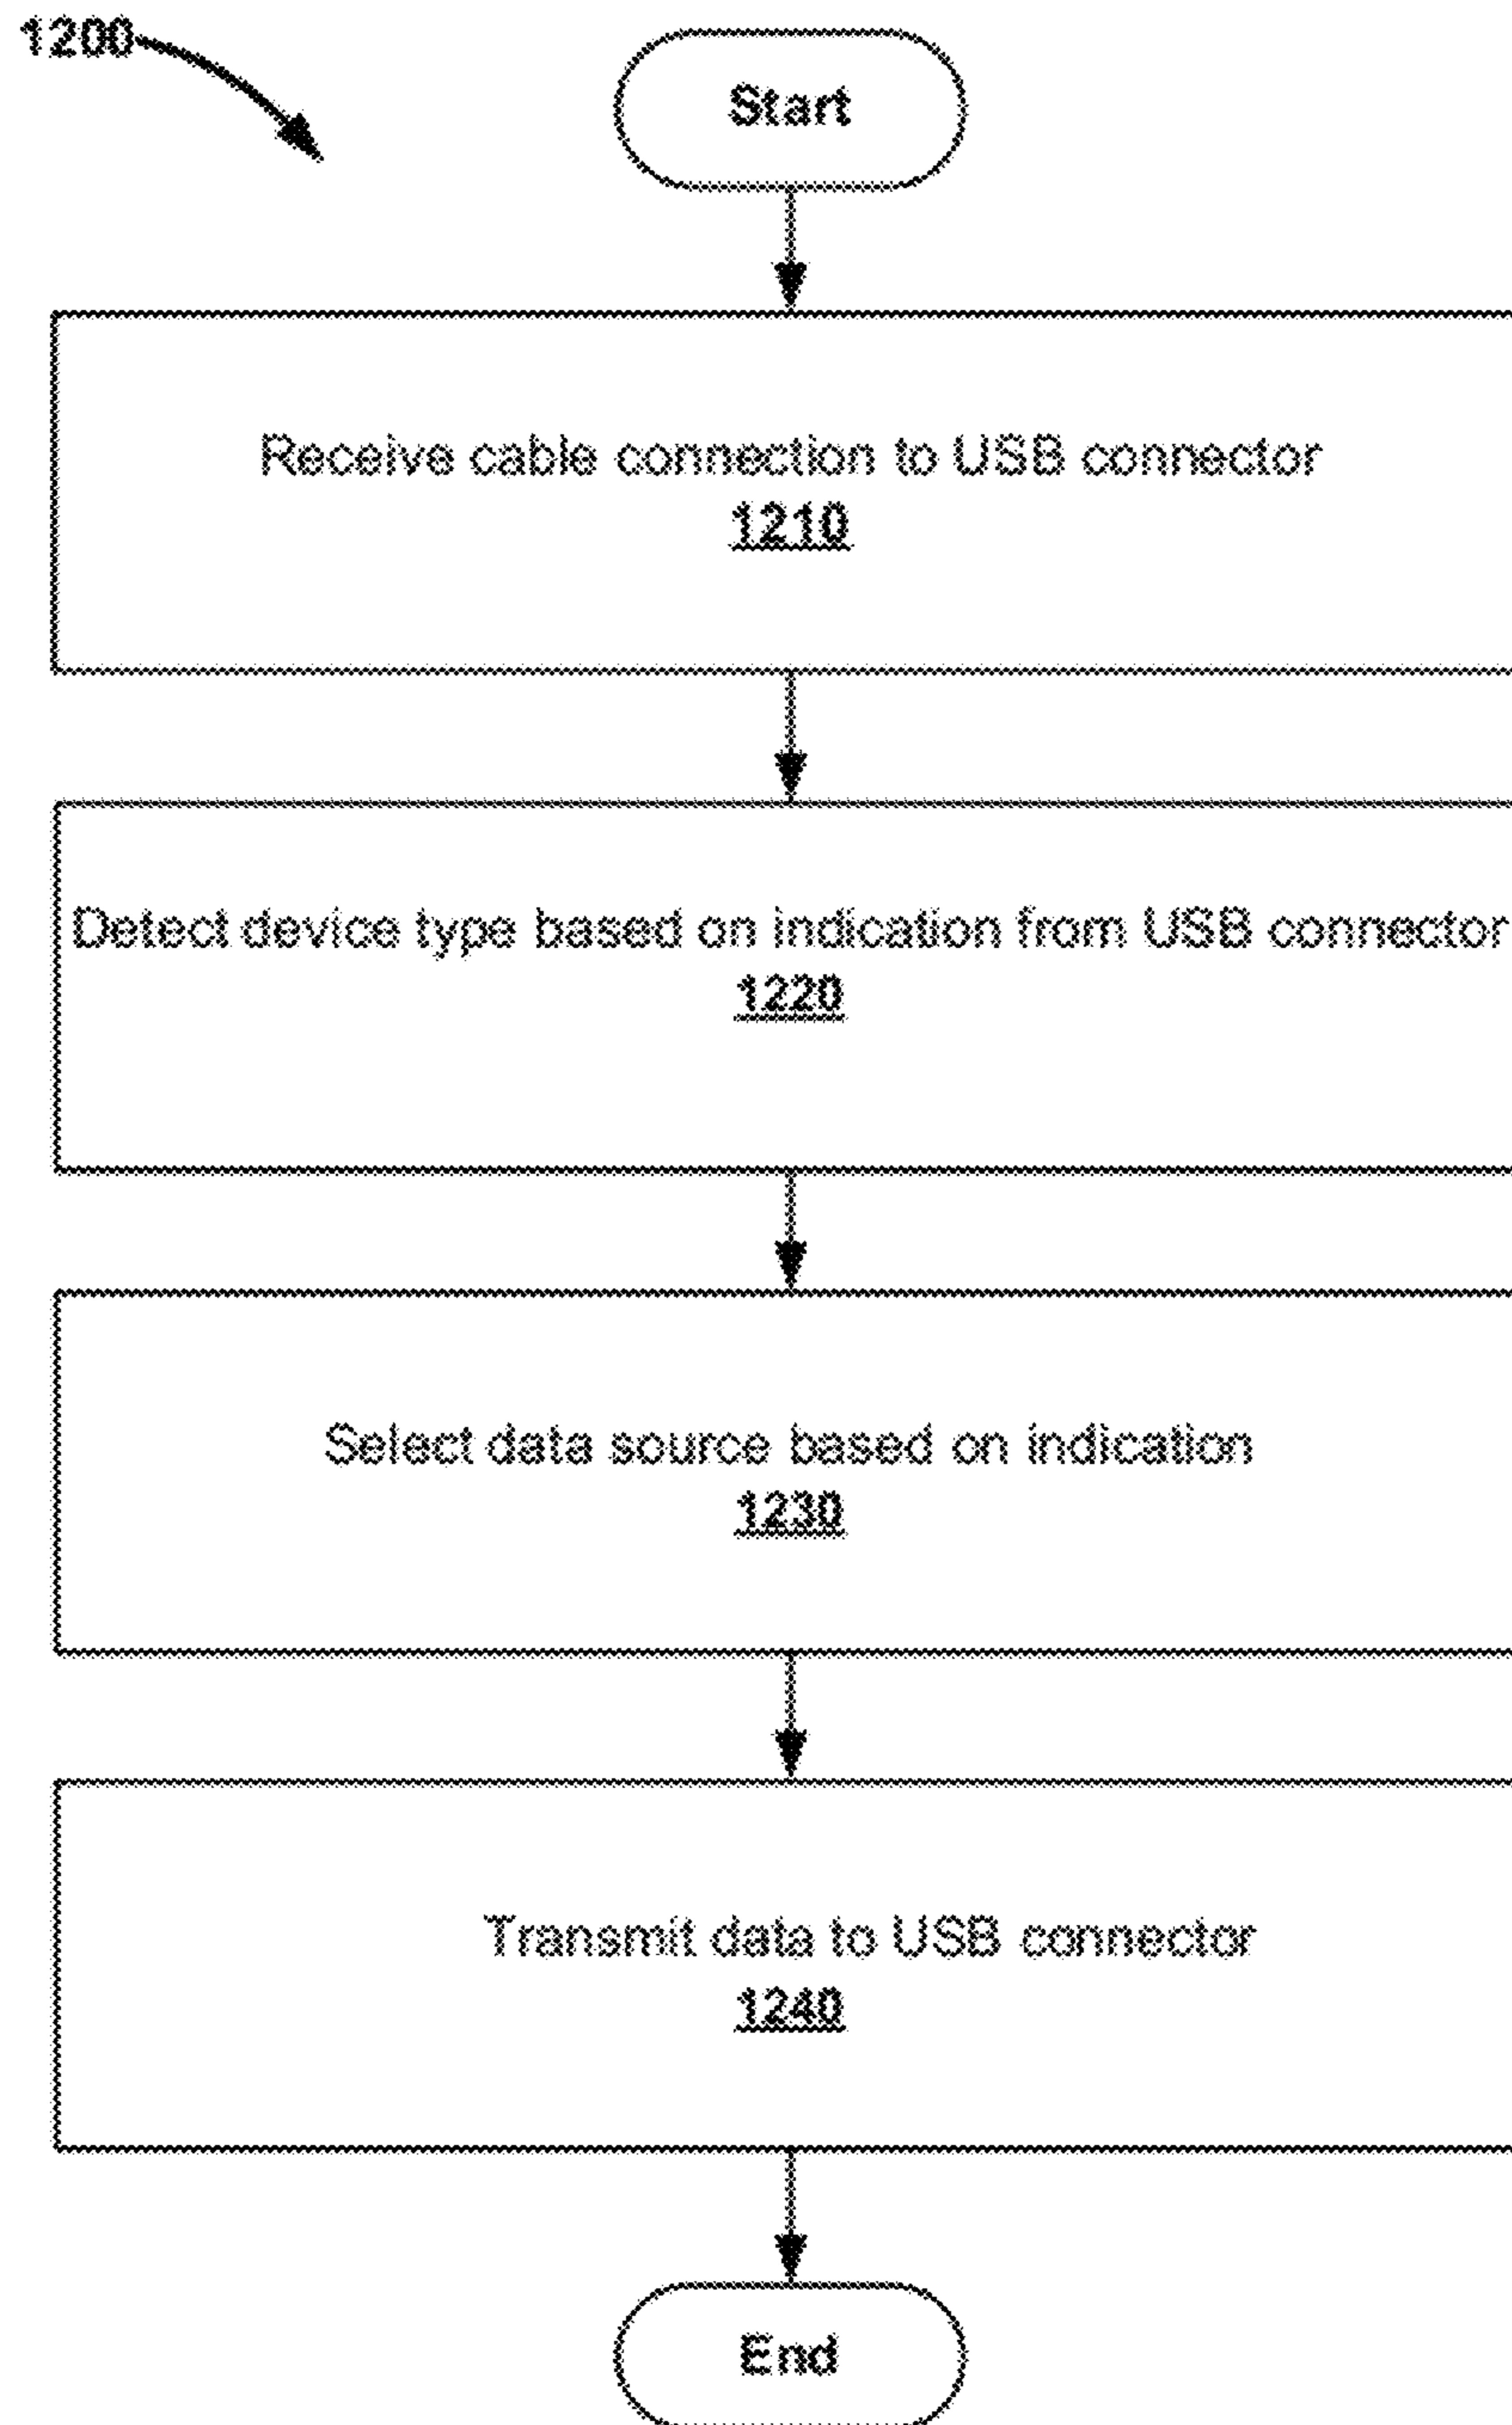 1200
Start
Receive cable connection to USB connector
1210
Detect device type based on indication from USB connector
1220
Select data source based on indication
1230
Transmit data to USB connector
1240
End